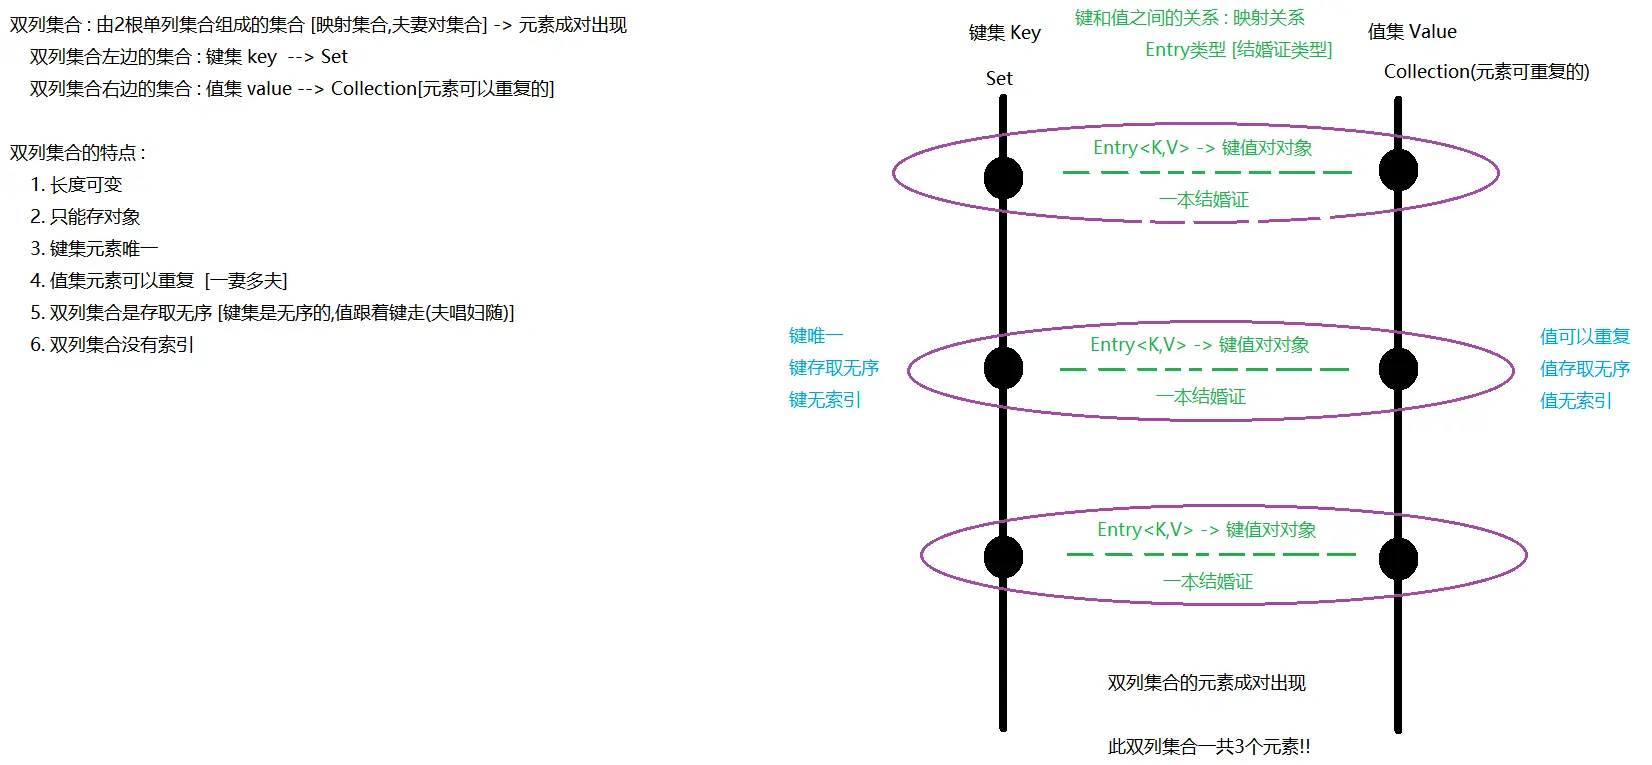 双列集合 : 由2根单列集合组成的集合 [映射集合,夫妻对集合] -> 元素成对出现
双列集合左边的集合 : 键集 key --> Set
双列集合右边的集合 : 值集 value --> Collection[元素可以重复的]
双列集合的特点 :
1. 长度可变
2. 只能存对象
3. 键集元素唯一
4. 值集元素可以重复 [一妻多夫]
5. 双列集合是存取无序 [键集是无序的,值跟着键走(夫唱妇随)]
6. 双列集合没有索引
键和值之间的关系 : 映射关系
Entry类型 [结婚证类型]
键集 Key
Set
值集 Value
Collection(元素可重复的)
Entry<K,V> -> 键值对对象
一本结婚证
键唯一
键存取无序
键无索引
Entry<K,V> -> 键值对对象
一本结婚证
值可以重复
值存取无序
值无索引
Entry<K,V> -> 键值对对象
一本结婚证
双列集合的元素成对出现
此双列集合一共3个元素!!